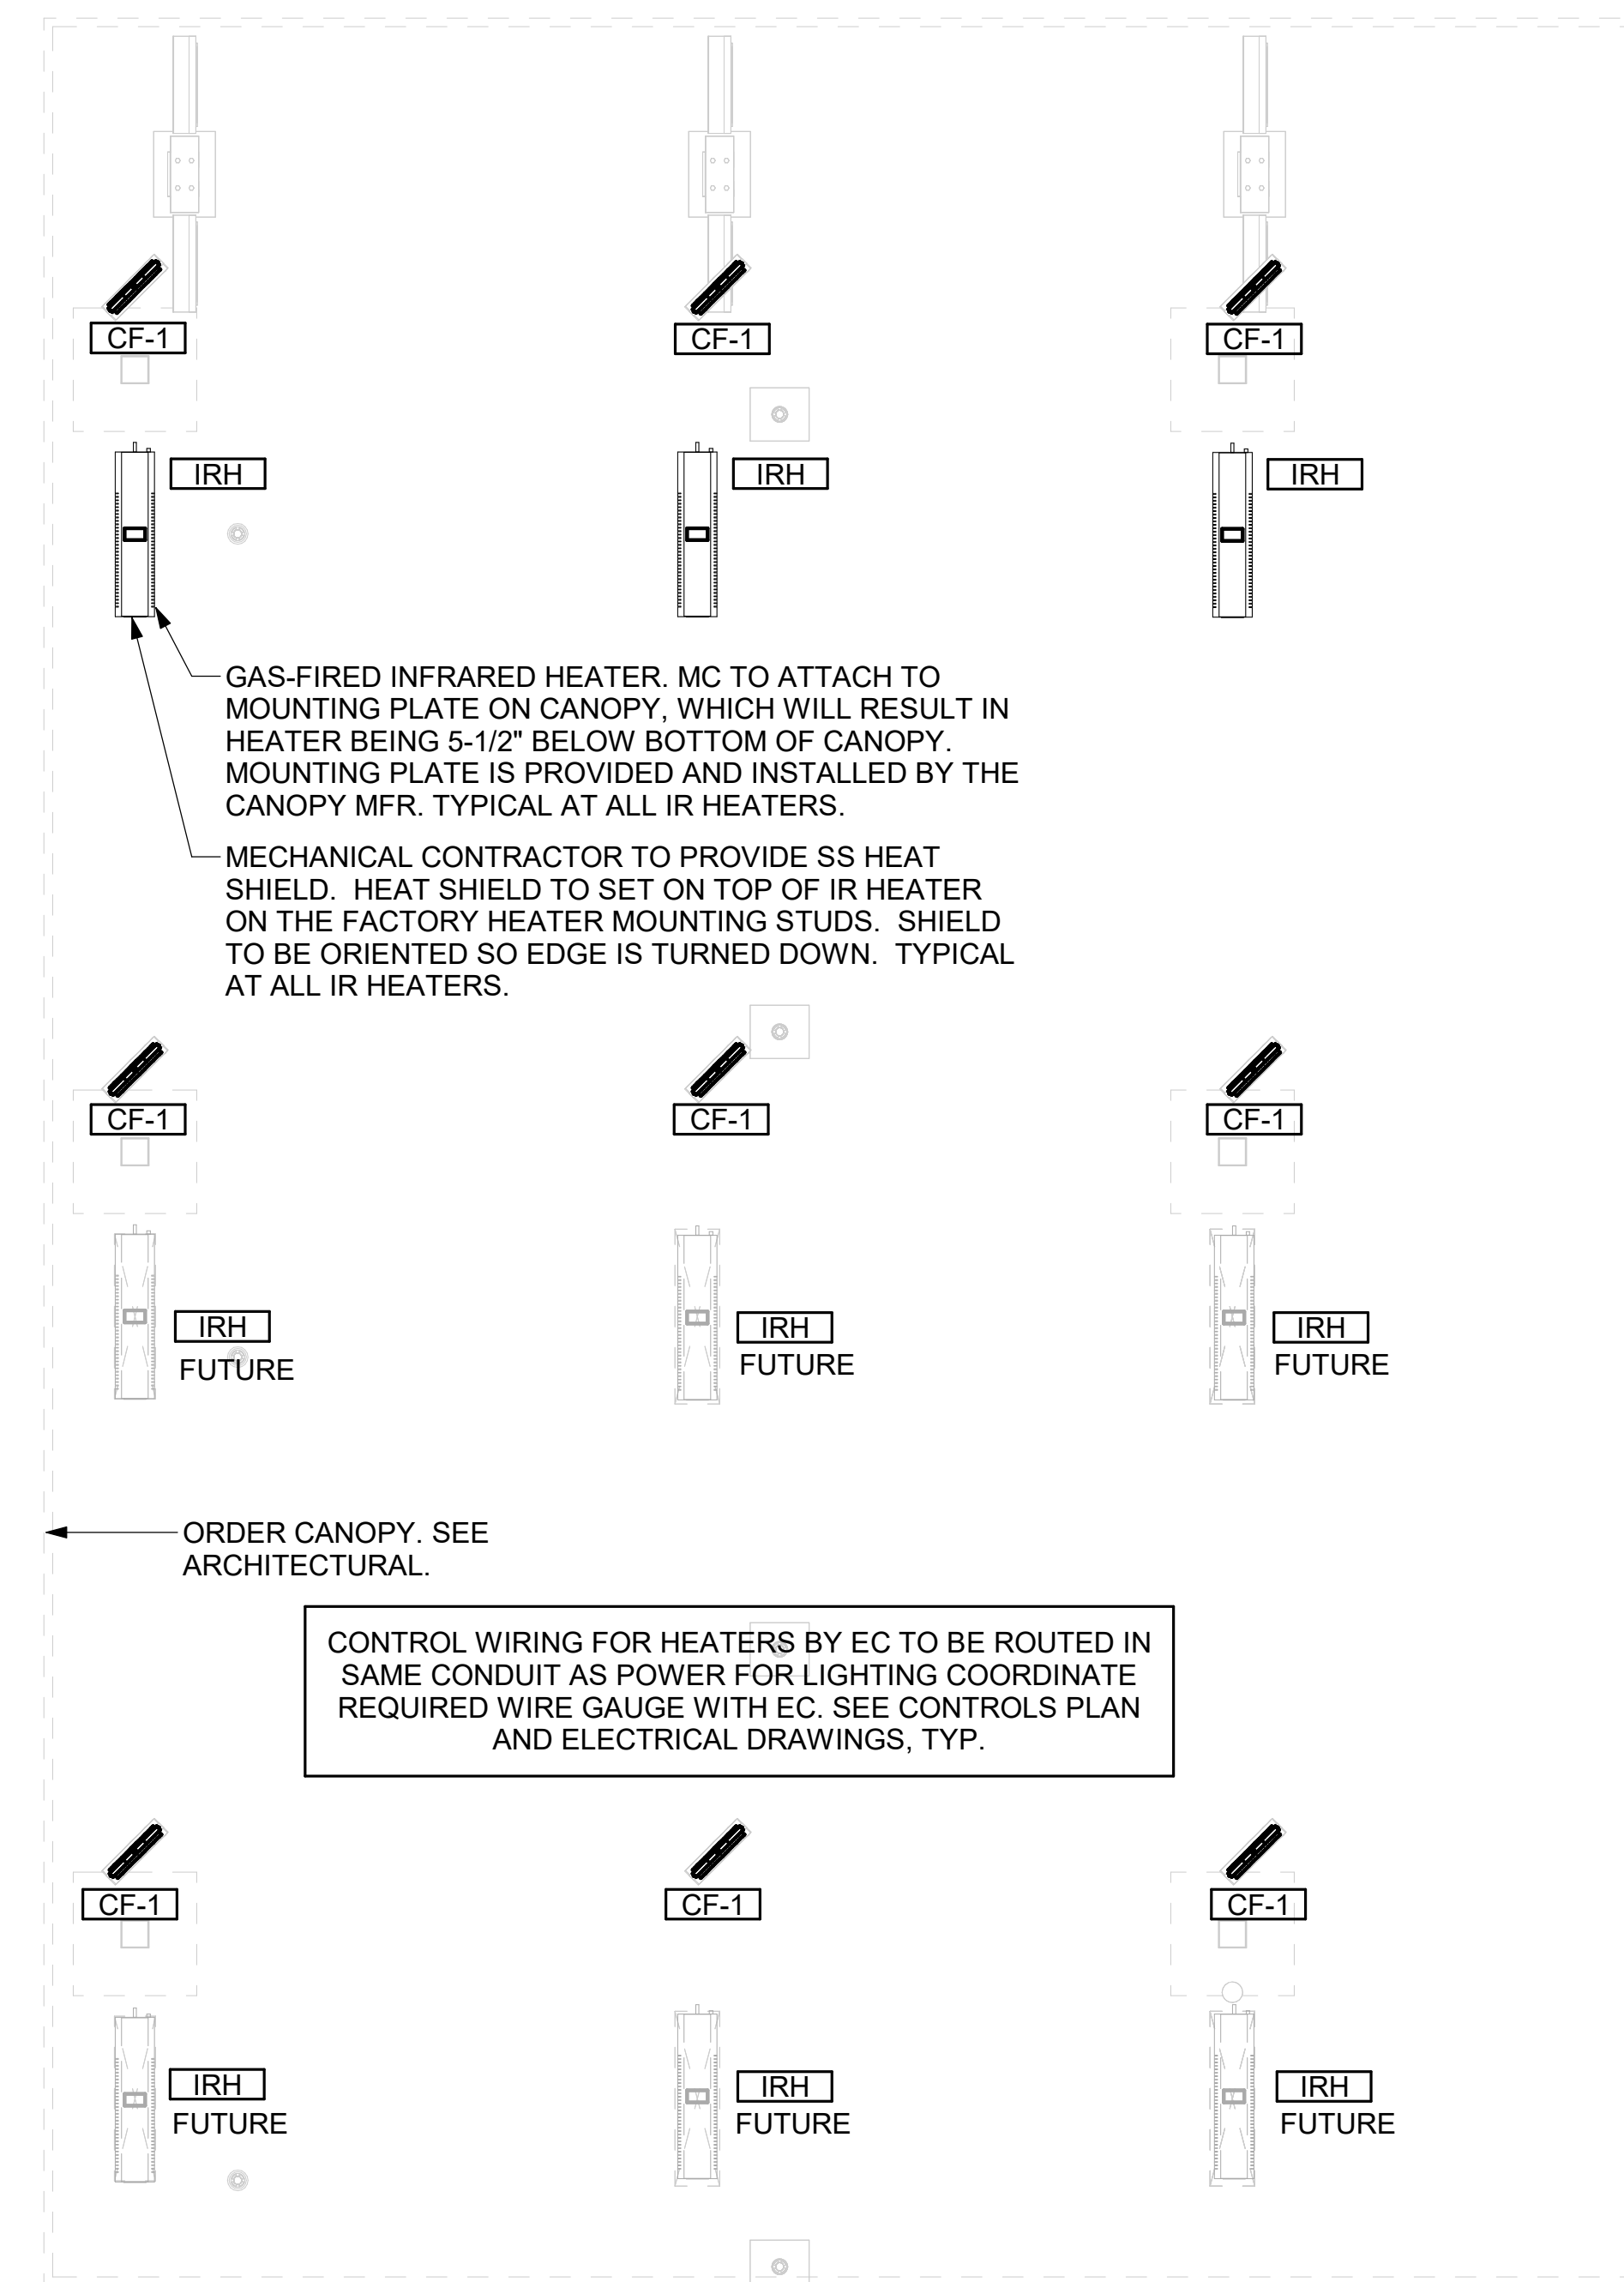 CF-1
CF-1
CF-1
IRH
IRH
IRH
GAS-FIRED INFRARED HEATER. MC TO ATTACH TO
MOUNTING PLATE ON CANOPY, WHICH WILL RESULT IN
HEATER BEING 5-1/2" BELOW BOTTOM OF CANOPY.
MOUNTING PLATE IS PROVIDED AND INSTALLED BY THE
CANOPY MFR. TYPICAL AT ALL IR HEATERS.
MECHANICAL CONTRACTOR TO PROVIDE SS HEAT
SHIELD. HEAT SHIELD TO SET ON TOP OF IR HEATER
ON THE FACTORY HEATER MOUNTING STUDS. SHIELD
TO BE ORIENTED SO EDGE IS TURNED DOWN. TYPICAL
AT ALL IR HEATERS.
CF-1
CF-1
CF-1
IRH
FUTURE
IRH
FUTURE
IRH
FUTURE
ORDER CANOPY. SEE
ARCHITECTURAL.
CONTROL WIRING FOR HEATERS BY EC TO BE ROUTED IN
SAME CONDUIT AS POWER FOR LIGHTING COORDINATE
REQUIRED WIRE GAUGE WITH EC. SEE CONTROLS PLAN
AND ELECTRICAL DRAWINGS, TYP.
CF-1
CF-1
CF-1
IRH
FUTURE
IRH
FUTURE
IRH
FUTURE